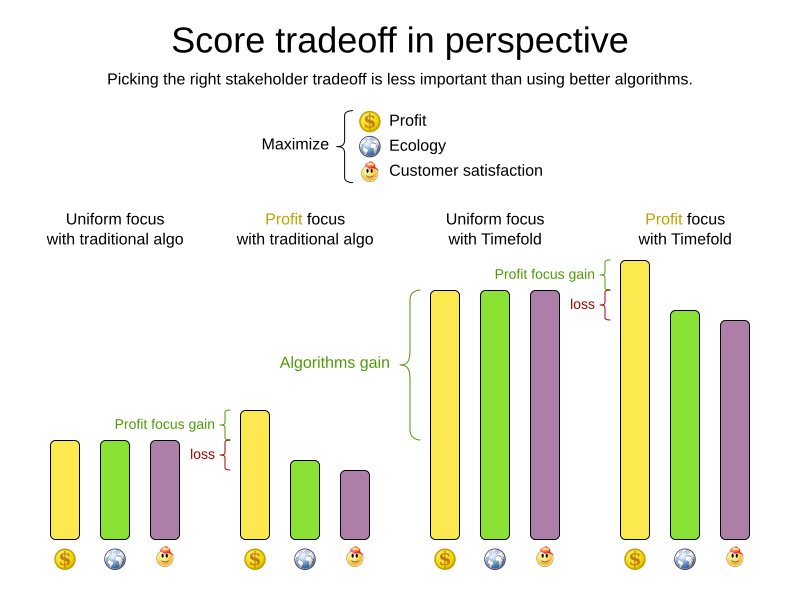 Score tradeoff in perspective
Picking the right stakeholder tradeoff is less important than using better algorithms.
Maximize
$ Profit
Ecology
Customer satisfaction
Uniform focus
with traditional algo
Profit focus
with traditional algo
Uniform focus
with Timefold
Profit focus
with Timefold
Profit focus gain
loss
Algorithms gain
Profit focus gain
loss
$
$
$
$